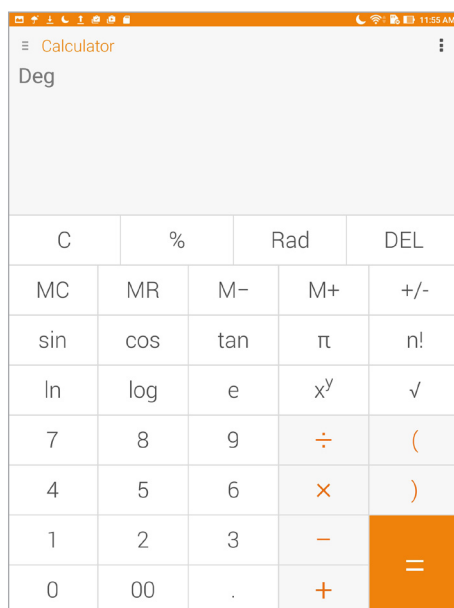 11:55 AM
Calculator
Deg
C % Rad DEL
MC MR M− M+ +/-
sin cos tan π n!
ln log e xʸ √
7 8 9 ÷ (
4 5 6 × )
1 2 3 −
0 00 . + =